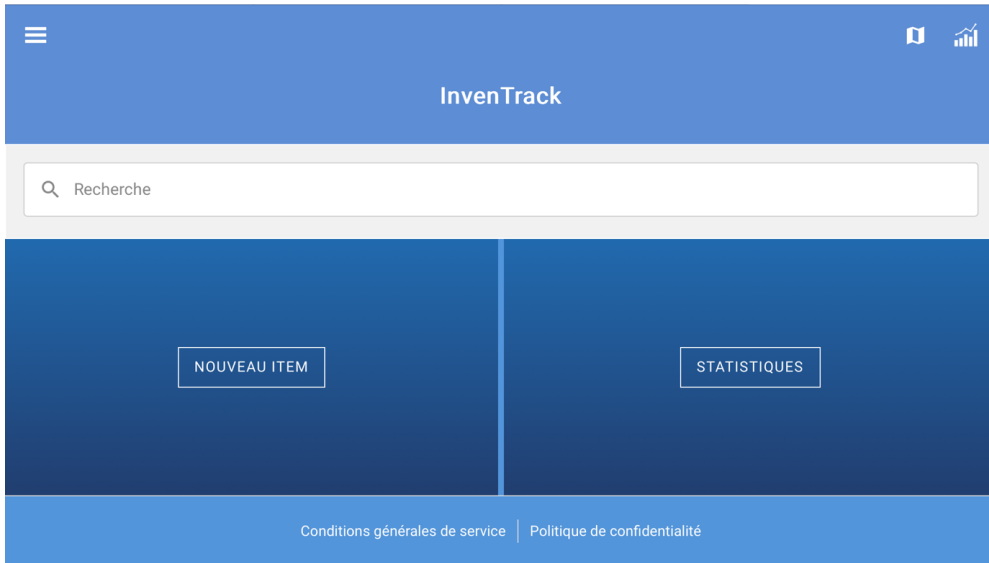 InvenTrack
Recherche
NOUVEAU ITEM
STATISTIQUES
Conditions générales de service
Politique de confidentialité